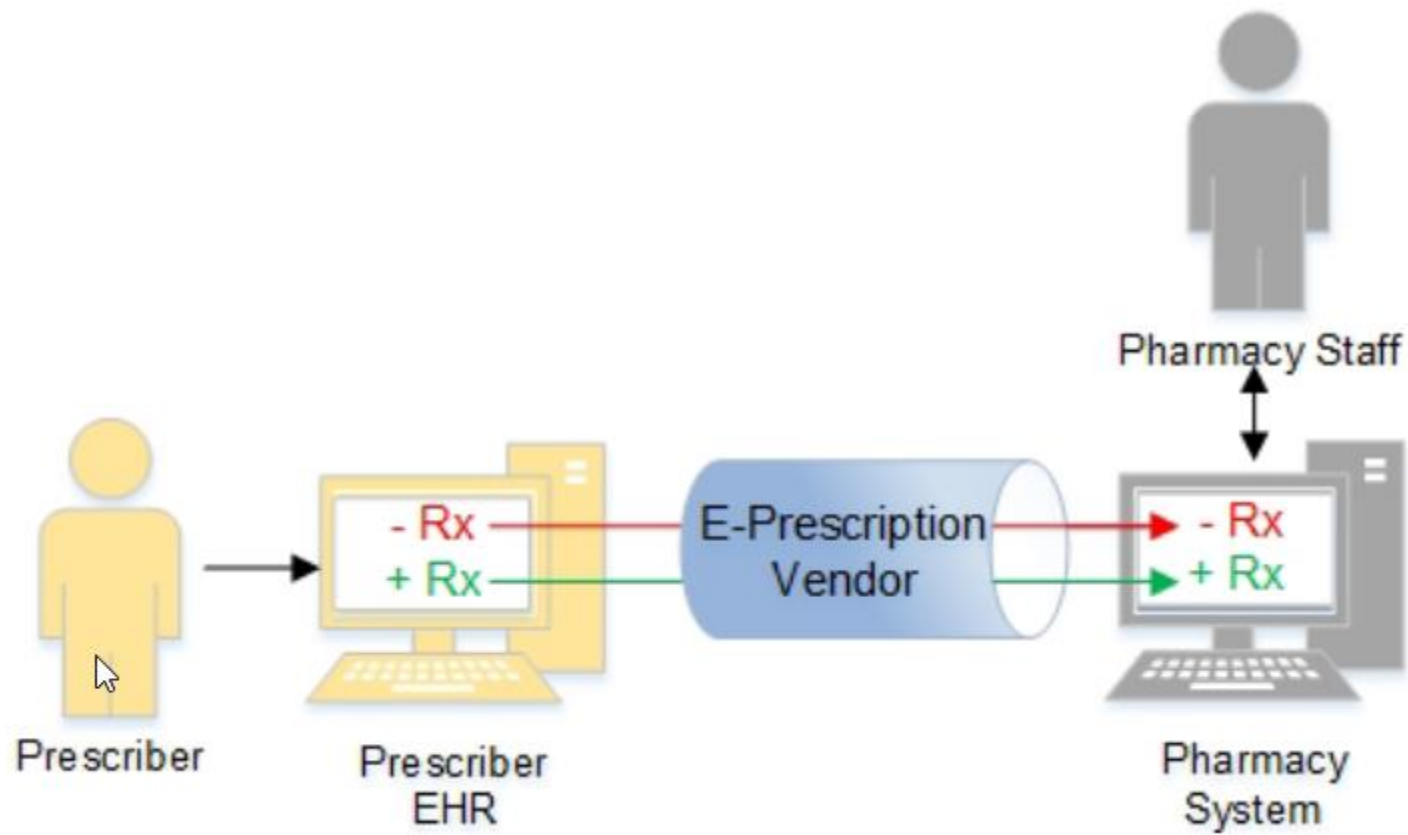 Pharmacy Staff
- Rx
+ Rx
E-Prescription
Vendor
- Rx
+ Rx
Prescriber
Prescriber
EHR
Pharmacy
System